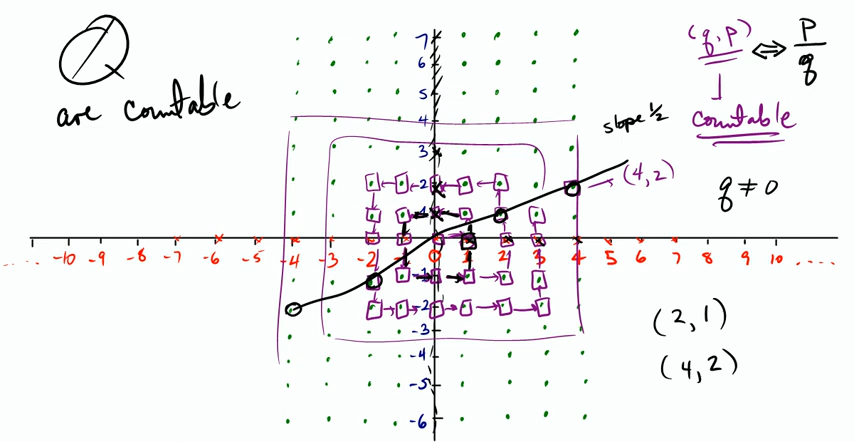 ℚ
are countable
(q,p) ⇔ p/q
countable
q ≠ 0
slope 1/2
(4,2)
7
6
5
4
3
2
1
..... -10 -9 -8 -7 -6 -5 -4 -3 -2 -1 0 1 2 3 4 5 6 7 8 9 10 .....
-1
-2
-3
-4
-5
-6
(2,1)
(4,2)